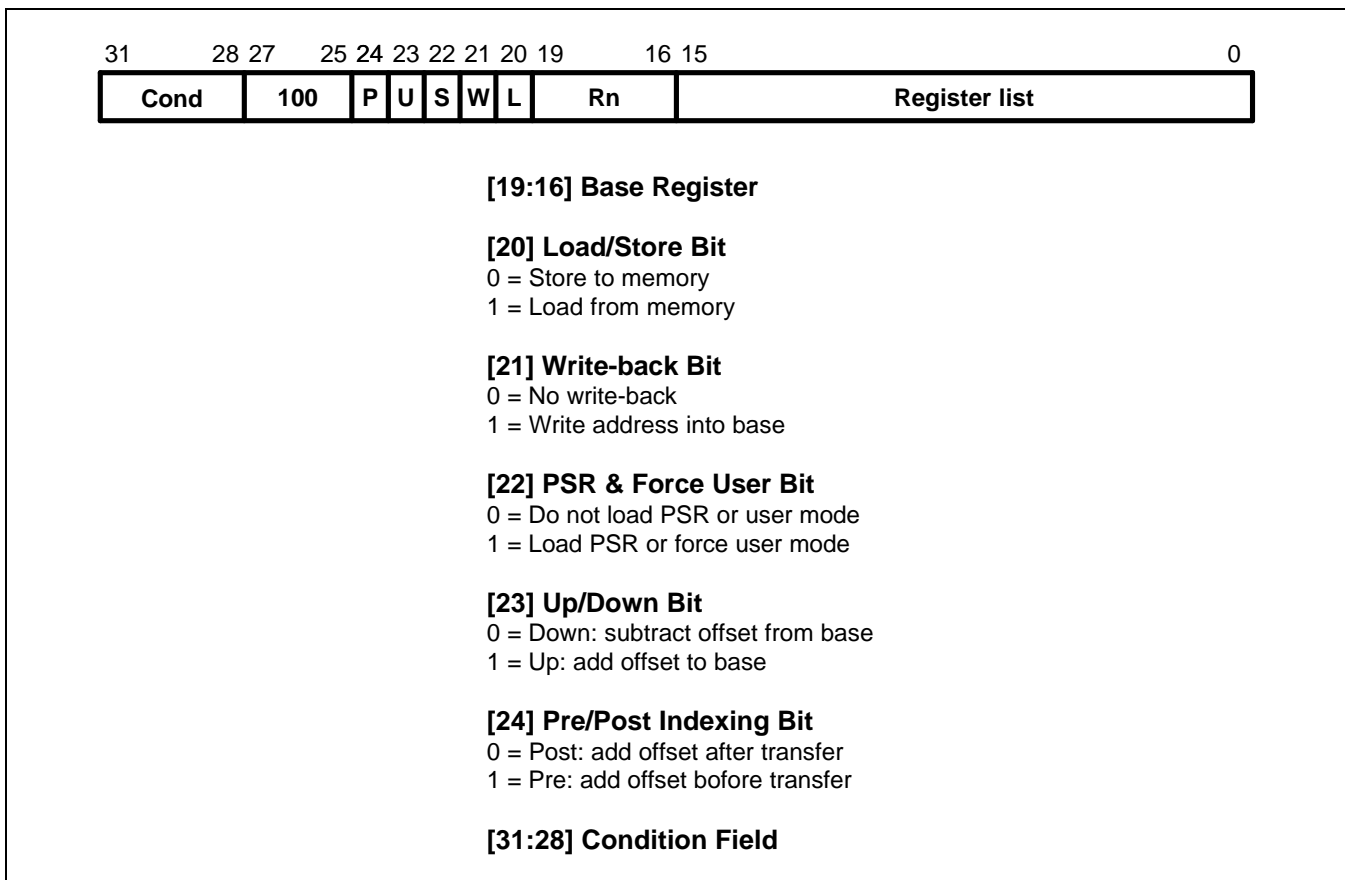 31 28 27 25 24 23 22 21 20 19 16 15 0
Cond 100 P U S W L Rn Register list
[19:16] Base Register
[20] Load/Store Bit
0 = Store to memory
1 = Load from memory
[21] Write-back Bit
0 = No write-back
1 = Write address into base
[22] PSR & Force User Bit
0 = Do not load PSR or user mode
1 = Load PSR or force user mode
[23] Up/Down Bit
0 = Down: subtract offset from base
1 = Up: add offset to base
[24] Pre/Post Indexing Bit
0 = Post: add offset after transfer
1 = Pre: add offset bofore transfer
[31:28] Condition Field